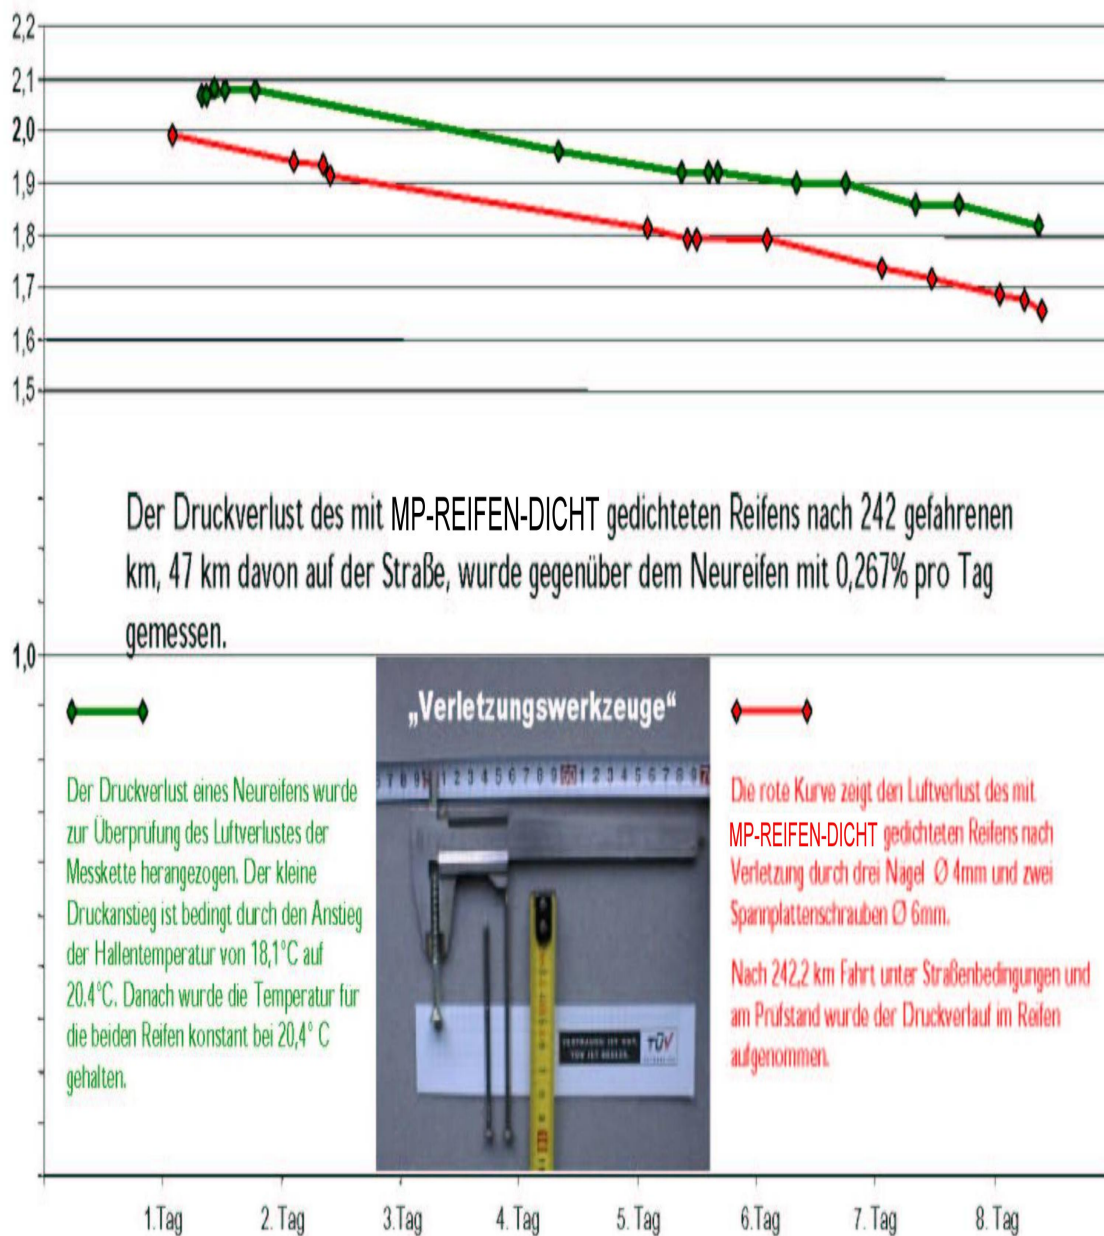 2,2
2,1
2,0
1,9
1,8
1,7
1,6
1,5
Der Druckverlust des mit MP-REIFEN-DICHT gedichteten Reifens nach 242 gefahrenen
km, 47 km davon auf der Straße, wurde gegenüber dem Neureifen mit 0,267% pro Tag
gemessen.
1,0
Der Druckverlust eines Neureifens wurde
zur Überprüfung des Luftverlustes der
Messkette herangezogen. Der kleine
Druckanstieg ist bedingt durch den Anstieg
der Hallentemperatur von 18,1°C auf
20.4°C. Danach wurde die Temperatur für
die beiden Reifen konstant bei 20,4° C
gehalten.
„Verletzungswerkzeuge“
TÜV
Die rote Kurve zeigt den Luftverlust des mit
MP-REIFEN-DICHT gedichteten Reifens nach
Verletzung durch drei Nagel Ø 4mm und zwei
Spannplattenschrauben Ø 6mm.
Nach 242,2 km Fahrt unter Straßenbedingungen und
am Prufstand wurde der Druckverlauf im Reifen
aufgenommen.
1.Tag
2. Tag
3.Tag
4. Tag
5. Tag
6.Tag
7. Tag
8. Tag